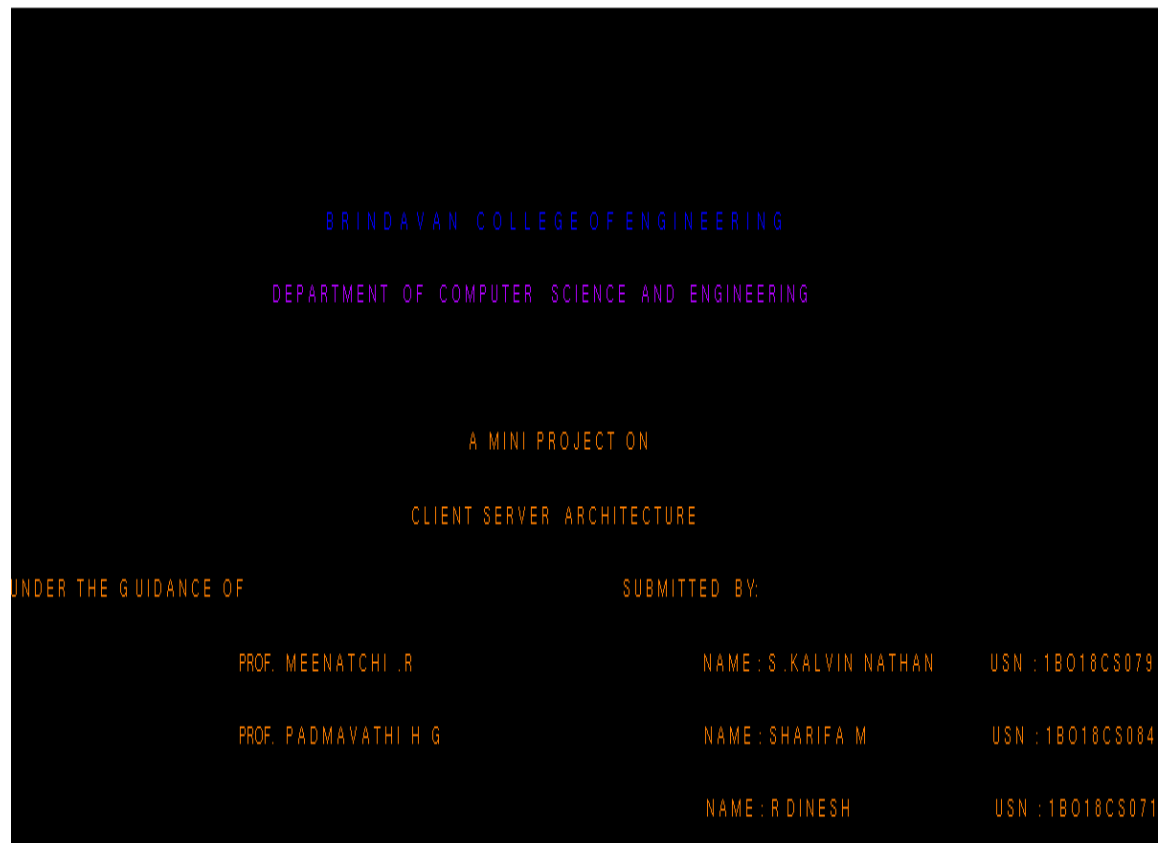 BRINDAVAN COLLEGE OF ENGINEERING
DEPARTMENT OF COMPUTER SCIENCE AND ENGINEERING
A MINI PROJECT ON
CLIENT SERVER ARCHITECTURE
UNDER THE GUIDANCE OF SUBMITTED BY:
PROF. MEENATCHI .R NAME : S .KALVIN NATHAN USN : 1BO18CS079
PROF. PADMAVATHI H G NAME : SHARIFA M USN : 1BO18CS084
NAME : R DINESH USN : 1BO18CS071